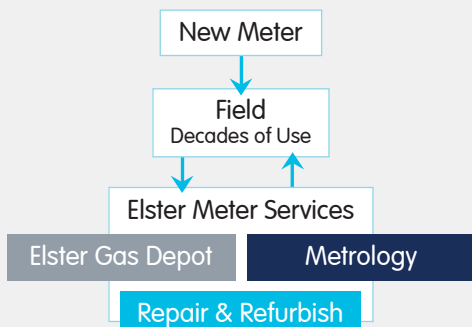 New Meter
Field
Decades of Use
Elster Meter Services
Elster Gas Depot
Metrology
Repair & Refurbish